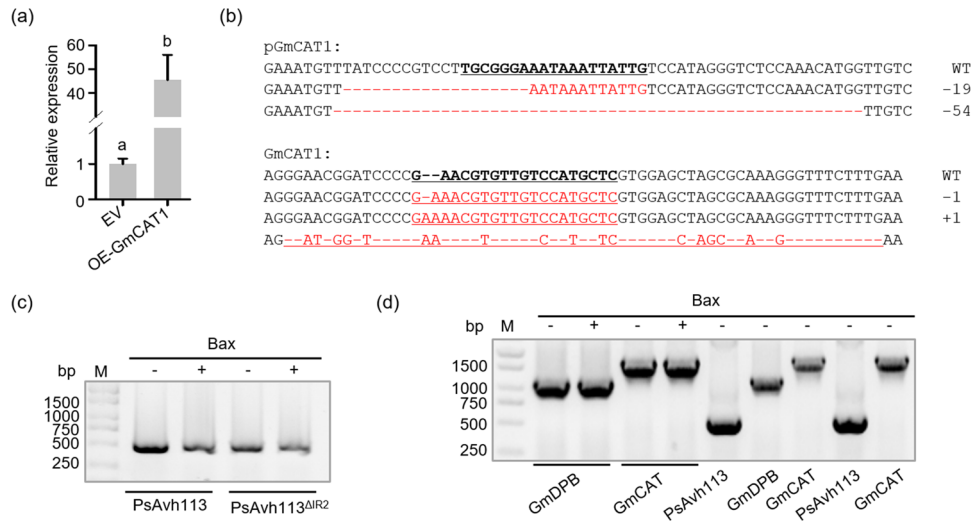 (a)
Relative expression
60
50
40
1
0
a
b
EV
OE-GmCAT1
(b)
pGmCAT1:
GAAATGTTTATCCCCGTCCTTGCGGGAAATAAATTATTGTCCATAGGGTCTCCAAACATGGTTGTC WT
GAAATGTT-------------------AATAAATTATTGTCCATAGGGTCTCCAAACATGGTTGTC -19
GAAATGT------------------------------------------------------TTGTC -54
GmCAT1:
AGGGAACGGATCCCCG--AACGTGTTGTCCATGCTCGTGGAGCTAGCGCAAAGGGTTTCTTTGAA WT
AGGGAACGGATCCCCG-AAACGTGTTGTCCATGCTCGTGGAGCTAGCGCAAAGGGTTTCTTTGAA -1
AGGGAACGGATCCCCGAAAACGTGTTGTCCATGCTCGTGGAGCTAGCGCAAAGGGTTTCTTTGAA +1
AG--AT-GG-T-----AA---T-----C--T--TC------C-AGC--A--G----------AA
(c)
Bax
bp M - + - +
1500
1000
750
500
250
PsAvh113 PsAvh113ΔIR2
(d)
Bax
bp M - + - + - - - - -
1500
1000
750
500
250
GmDPB GmCAT PsAvh113 GmDPB GmCAT PsAvh113 GmCAT